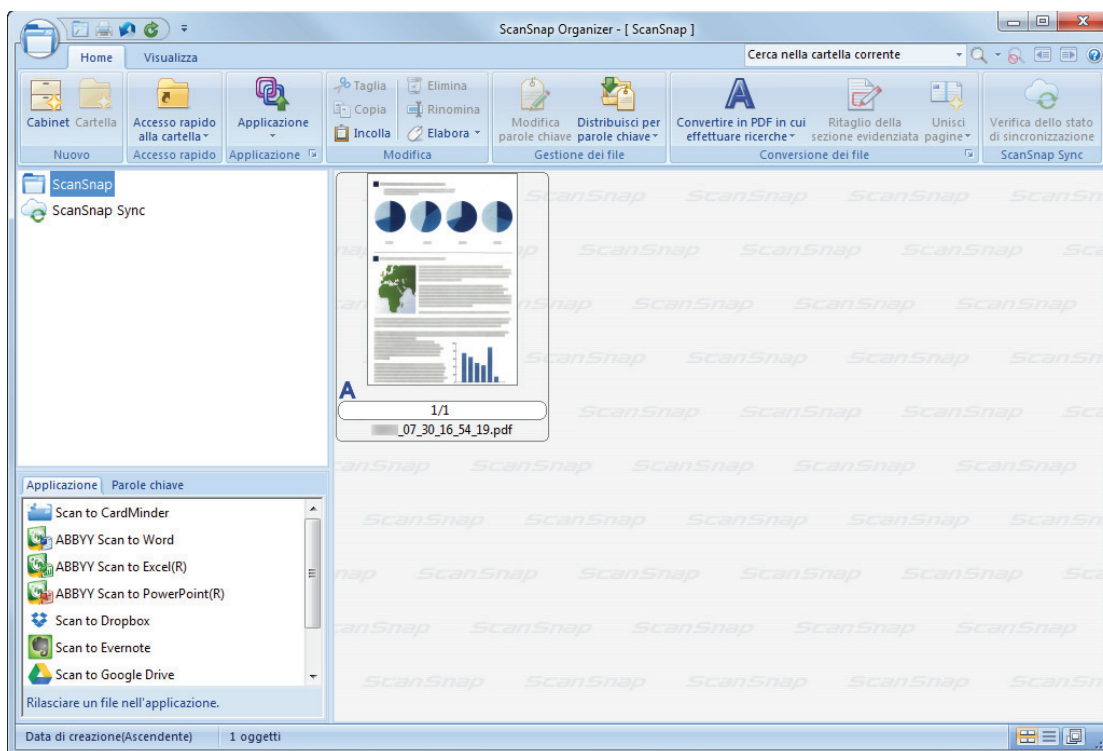 ScanSnap Organizer - [ ScanSnap ]
Home Visualizza
Cerca nella cartella corrente
Cabinet Cartella
Nuovo
Accesso rapido
alla cartella
Accesso rapido
Applicazione
Applicazione
Taglia Elimina
Copia Rinomina
Incolla Elabora
Modifica
Modifica
parole chiave
Distribuisci per
parole chiave
Gestione dei file
Convertire in PDF in cui
effettuare ricerche
Ritaglio della
sezione evidenziata
Unisci
pagine
Conversione dei file
Verifica dello stato
di sincronizzazione
ScanSnap Sync
ScanSnap
ScanSnap Sync
A
1/1
_07_30_16_54_19.pdf
Applicazione Parole chiave
Scan to CardMinder
ABBYY Scan to Word
ABBYY Scan to Excel(R)
ABBYY Scan to PowerPoint(R)
Scan to Dropbox
Scan to Evernote
Scan to Google Drive
Rilasciare un file nell'applicazione.
Data di creazione(Ascendente) 1 oggetti